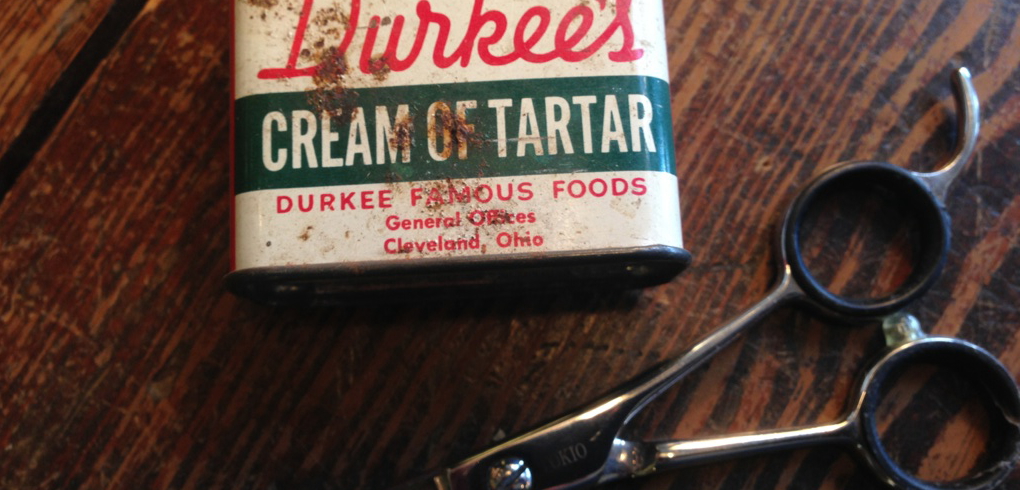 Durkee's
CREAM OF TARTAR
DURKEE FAMOUS FOODS
General Offices
Cleveland, Ohio